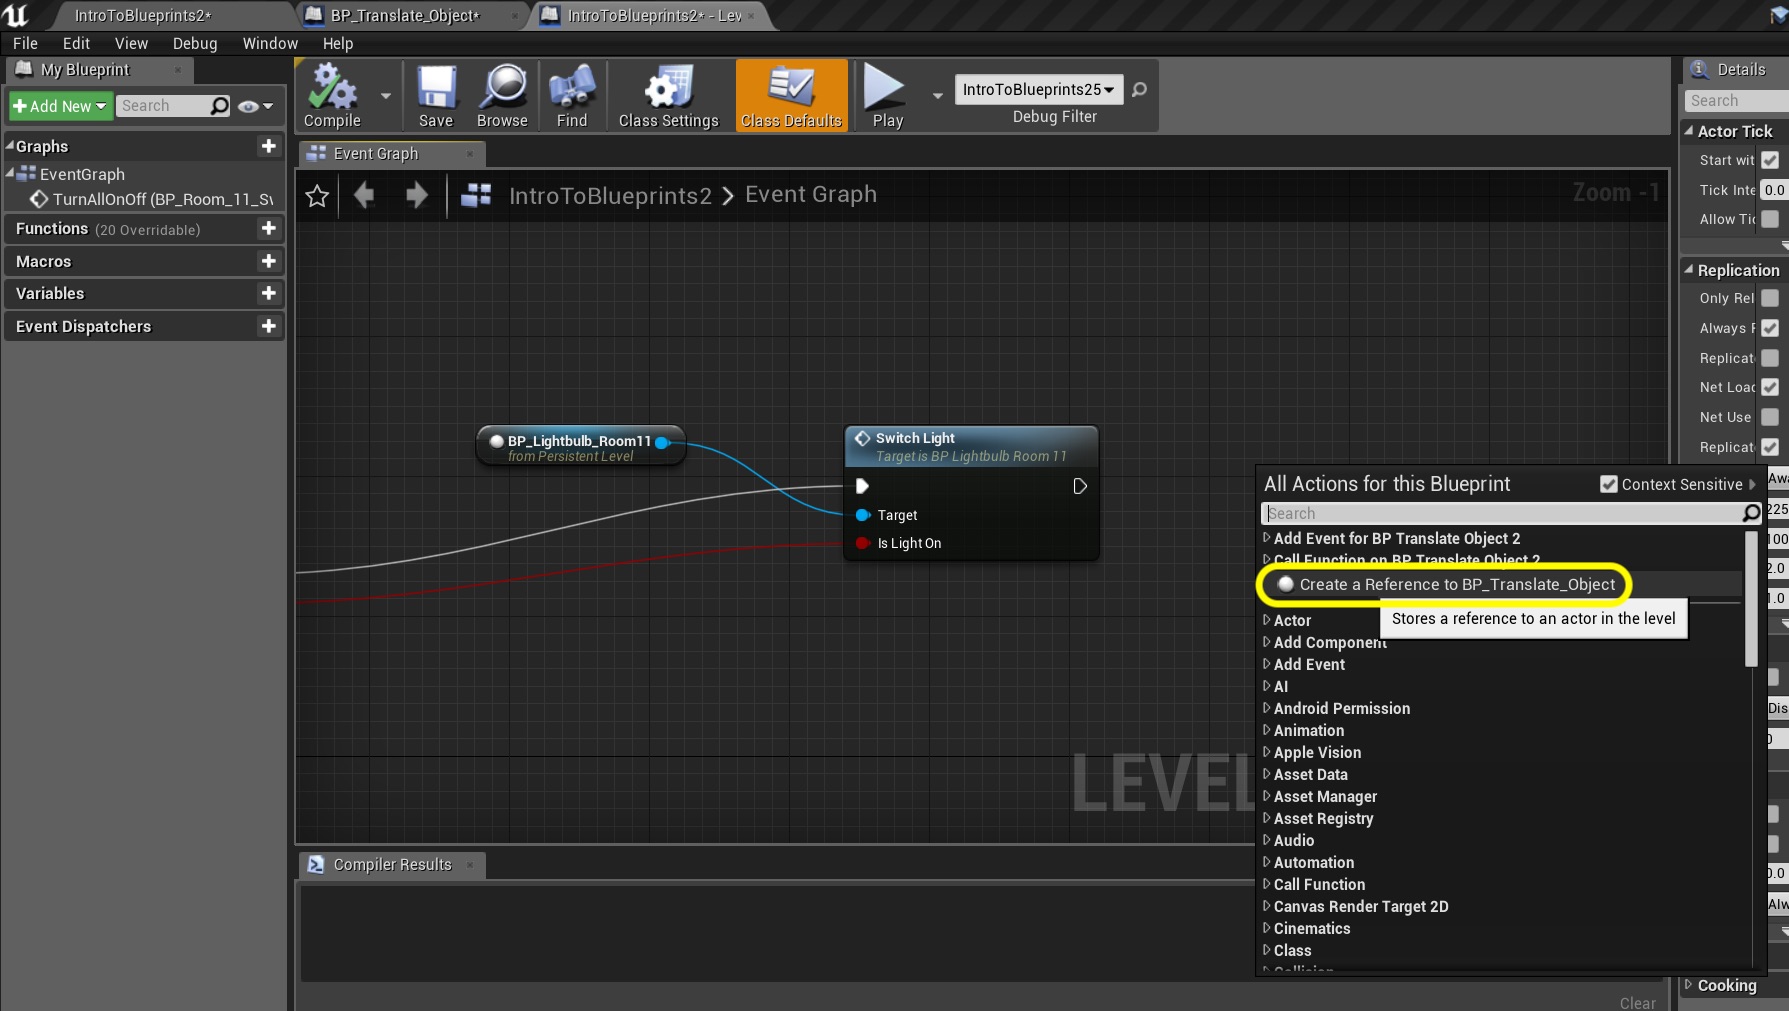 IntroToBlueprints2*
BP_Translate_Object*
IntroToBlueprints2* - Lev
File Edit View Debug Window Help
My Blueprint
Add New
Search
Graphs
EventGraph
TurnAllOnOff (BP_Room_11_Sv
Functions (20 Overridable)
Macros
Variables
Event Dispatchers
Compile
Save
Browse
Find
Class Settings
Class Defaults
Play
IntroToBlueprints25
Debug Filter
Event Graph
IntroToBlueprints2 > Event Graph
Zoom -1
BP_Lightbulb_Room11
from Persistent Level
Switch Light
Target is BP Lightbulb Room 11
Target
Is Light On
LEVEL
All Actions for this Blueprint
Context Sensitive
Search
Add Event for BP Translate Object 2
Call Function on BP Translate Object 2
Create a Reference to BP_Translate_Object
Stores a reference to an actor in the level
Actor
Add Component
Add Event
AI
Android Permission
Animation
Apple Vision
Asset Data
Asset Manager
Asset Registry
Audio
Automation
Call Function
Canvas Render Target 2D
Cinematics
Class
Collision
Compiler Results
Clear
Details
Search
Actor Tick
Start wit
Tick Inte
0.0
Allow Tic
Replication
Only Rel
Always R
Replicat
Net Load
Net Use
Replicat
Awa
225
100
2.0
1.0
Dis
0
0.0
Alw
Cooking